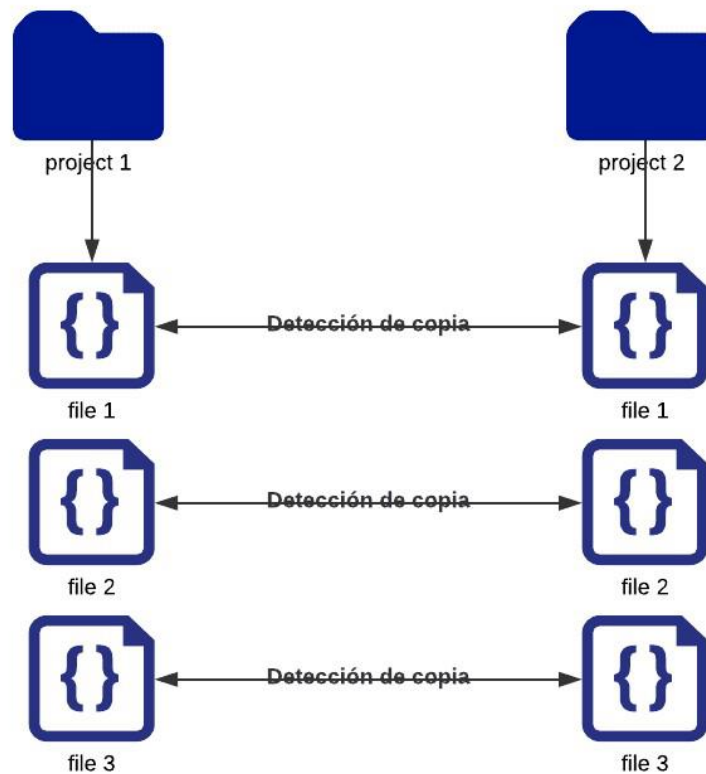 project 1
project 2
{}
{}
Detección de copia
file 1
file 1
{}
{}
Detección de copia
file 2
file 2
{}
{}
Detección de copia
file 3
file 3